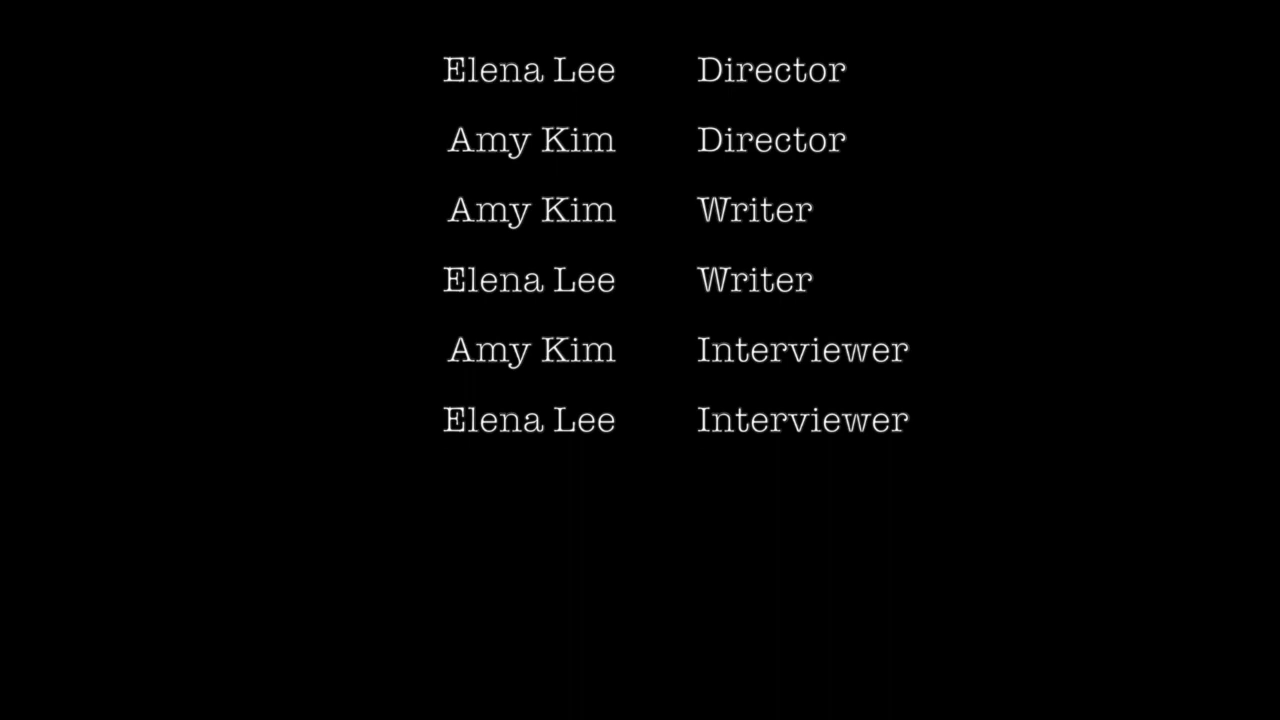 Elena Lee Director
Amy Kim Director
Amy Kim Writer
Elena Lee Writer
Amy Kim Interviewer
Elena Lee Interviewer